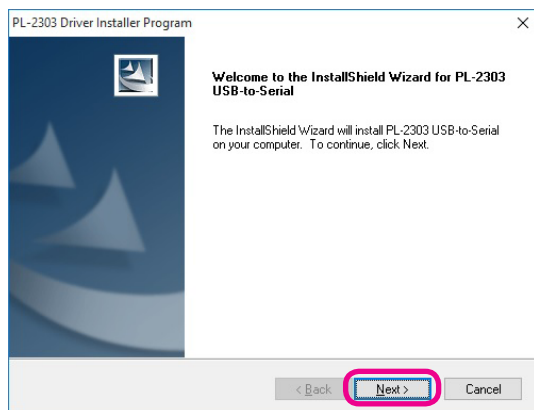 PL-2303 Driver Installer Program
Welcome to the InstallShield Wizard for PL-2303
USB-to-Serial
The InstallShield Wizard will install PL-2303 USB-to-Serial
on your computer. To continue, click Next.
< Back
Next >
Cancel